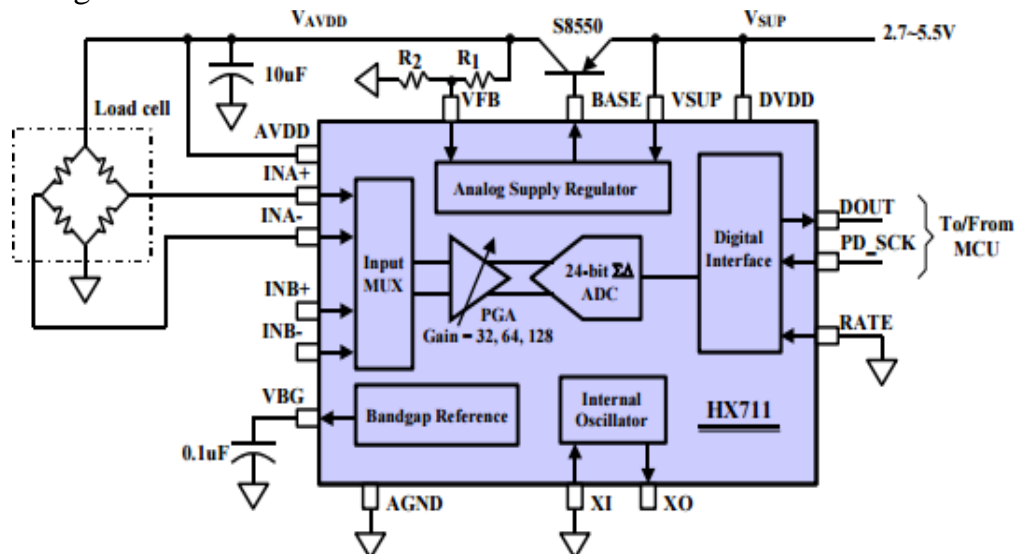 V_AVDD
S8550
V_SUP
2.7~5.5V
10uF
R2
R1
VFB
BASE
VSUP
DVDD
Load cell
AVDD
INA+
INA-
INB+
INB-
VBG
0.1uF
Analog Supply Regulator
Input
MUX
PGA
Gain = 32, 64, 128
24-bit ΣΔ
ADC
Digital
Interface
DOUT
PD_SCK
To/From
MCU
RATE
Bandgap Reference
Internal
Oscillator
HX711
AGND
XI
XO